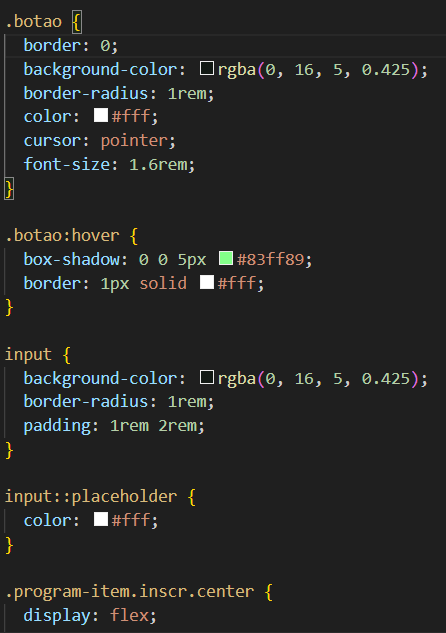 .botao {
border: 0;
background-color: rgba(0, 16, 5, 0.425);
border-radius: 1rem;
color: #fff;
cursor: pointer;
font-size: 1.6rem;
}
.botao:hover {
box-shadow: 0 0 5px #83ff89;
border: 1px solid #fff;
}
input {
background-color: rgba(0, 16, 5, 0.425);
border-radius: 1rem;
padding: 1rem 2rem;
}
input::placeholder {
color: #fff;
}
.program-item.inscr.center {
display: flex;